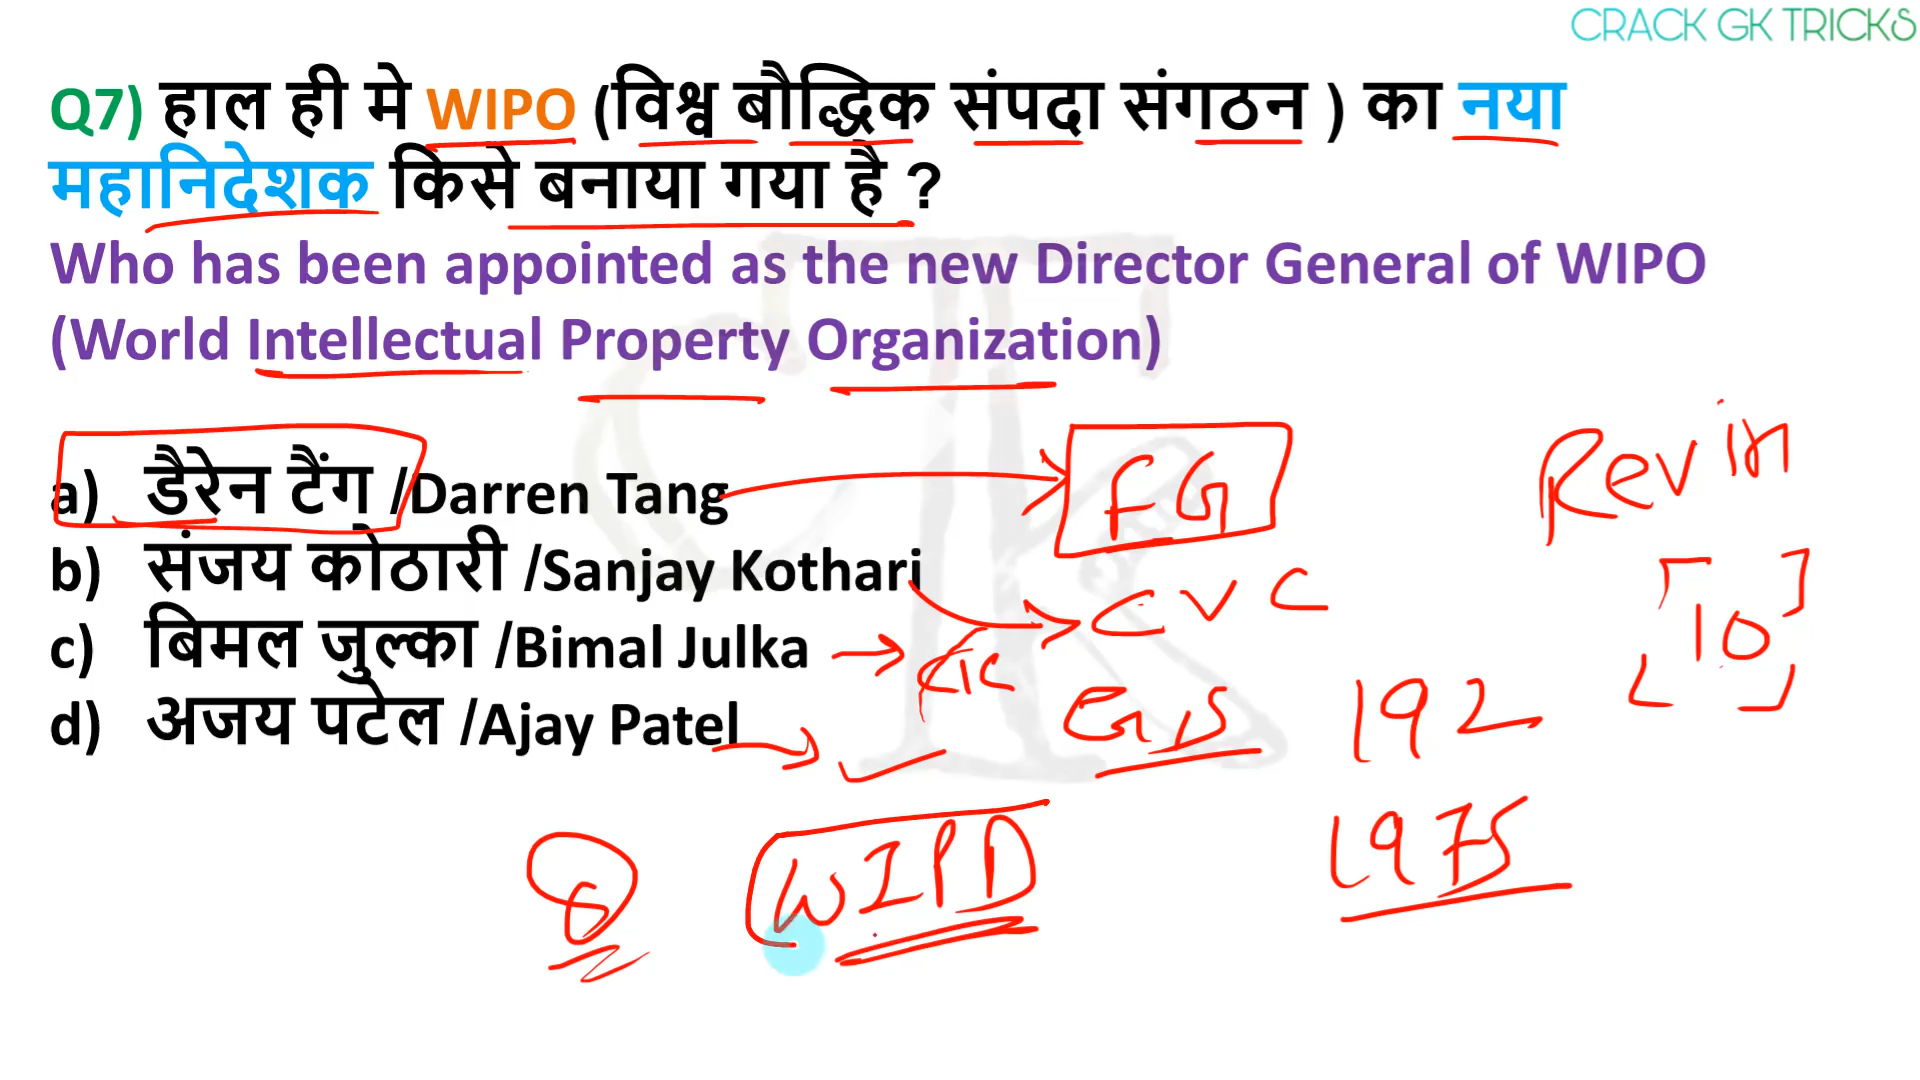 CRACK GK TRICKS
Q7) हाल ही मे WIPO (विश्व बौद्धिक संपदा संगठन ) का नया
महानिदेशक किसे बनाया गया है ?
Who has been appointed as the new Director General of WIPO
(World Intellectual Property Organization)
a) डैरेन टैंग /Darren Tang
FG
b) संजय कोठारी /Sanjay Kothari
CVC
c) बिमल जुल्का /Bimal Julka
CIC
d) अजय पटेल /Ajay Patel
10
192
1975
8